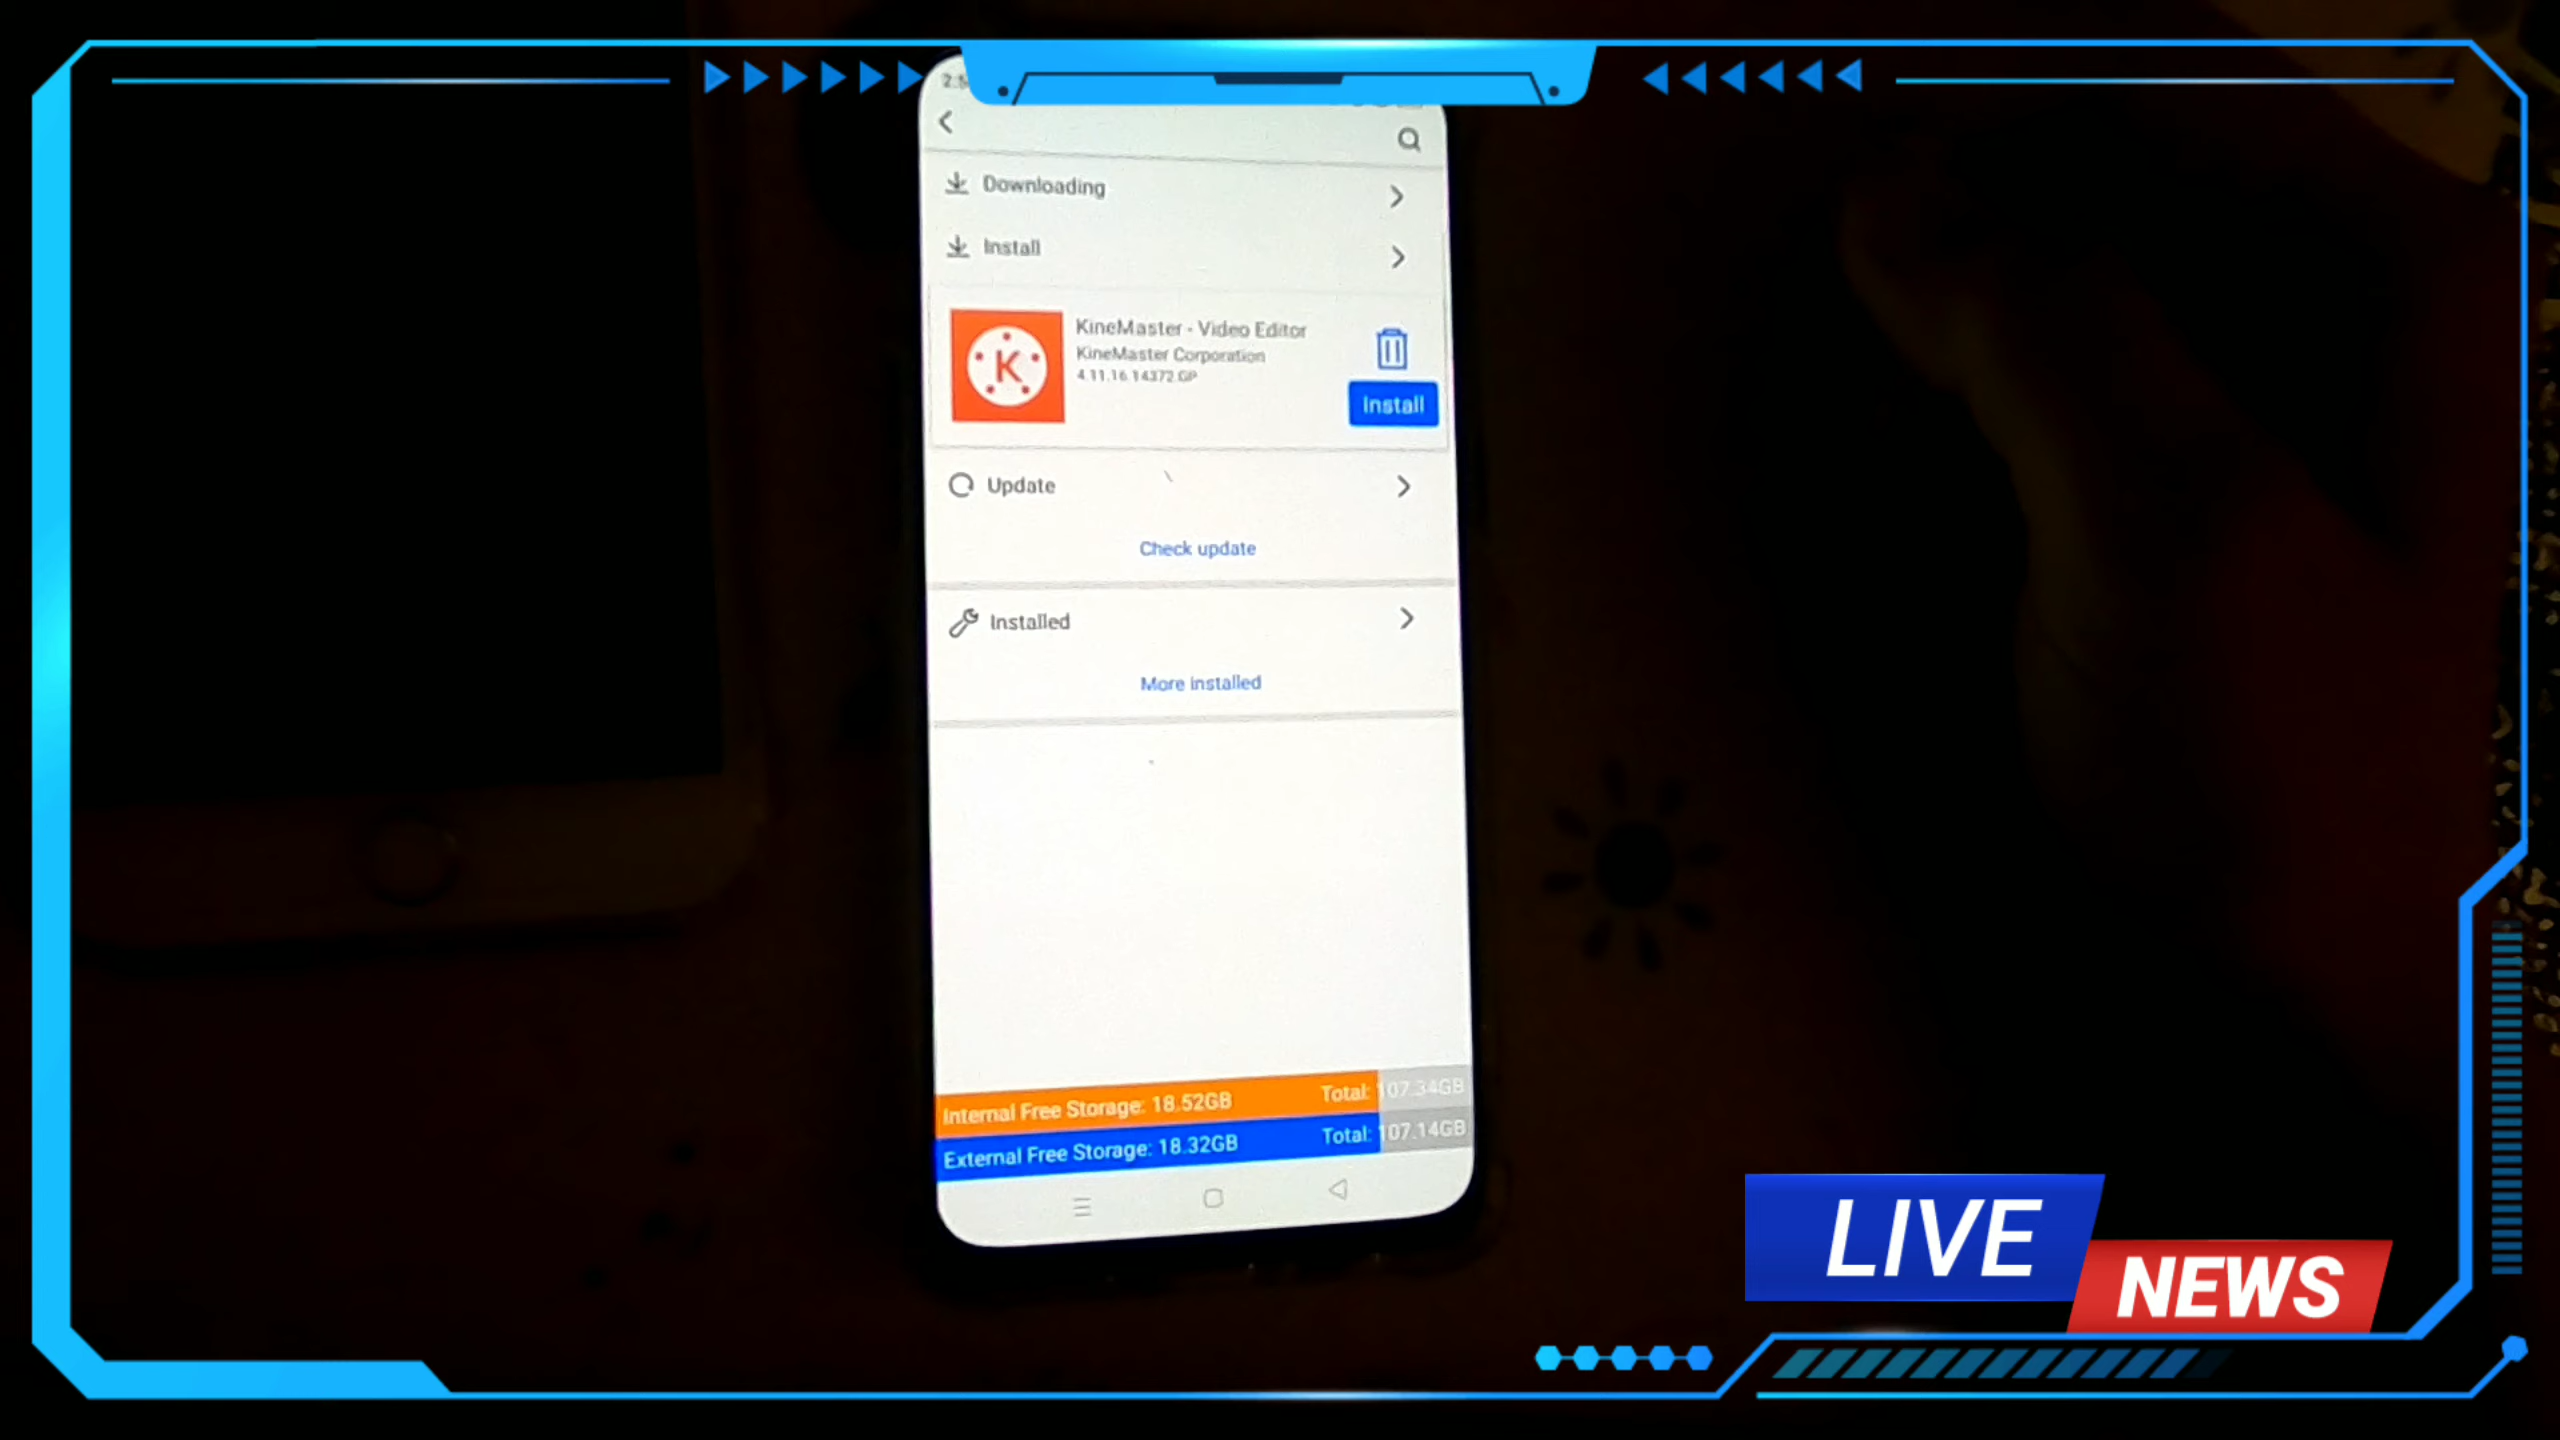 Downloading
Install
K
KineMaster - Video Editor
KineMaster Corporation
4.11.16.14372.GP
Install
Update
Check update
Installed
More installed
Internal Free Storage: 18.52GB Total: 107.34GB
External Free Storage: 18.32GB Total: 107.14GB
LIVE
NEWS